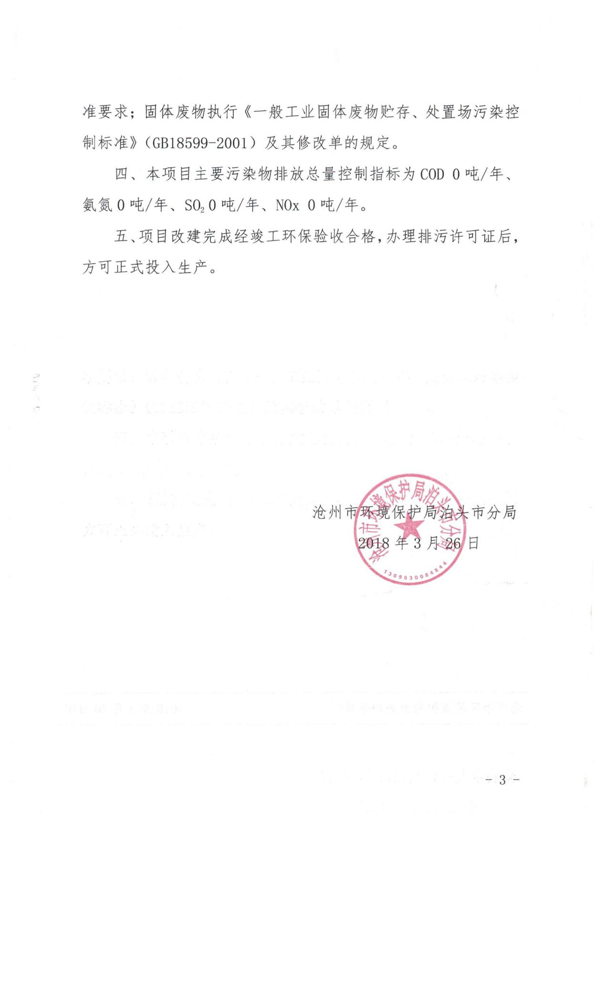 准要求；固体废物执行《一般工业固体废物贮存、处置场污染控
制标准》（GB18599-2001）及其修改单的规定。
四、本项目主要污染物排放总量控制指标为 COD 0 吨/年、
氨氮 0 吨/年、SO₂ 0 吨/年、NOx 0 吨/年。
五、项目改建完成经竣工环保验收合格，办理排污许可证后，
方可正式投入生产。
沧州市环境保护局泊头市分局
沧州市环境保护局泊头市分局
2018 年 3 月 26 日
1309030084844
- 3 -